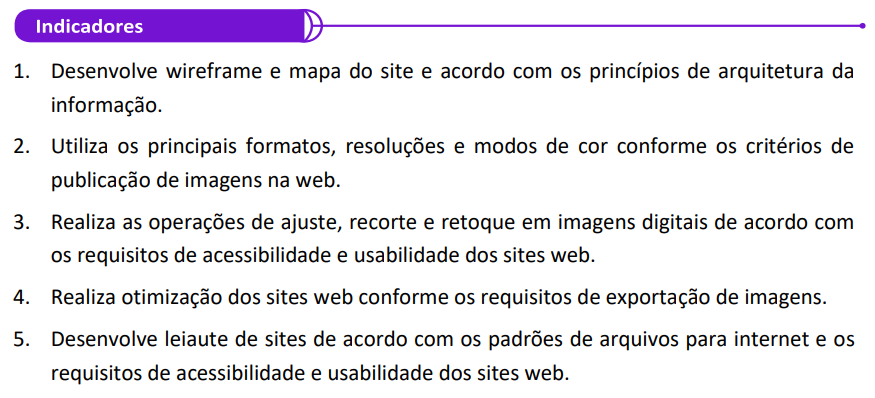 Indicadores
1. Desenvolve wireframe e mapa do site e acordo com os princípios de arquitetura da
informação.
2. Utiliza os principais formatos, resoluções e modos de cor conforme os critérios de
publicação de imagens na web.
3. Realiza as operações de ajuste, recorte e retoque em imagens digitais de acordo com
os requisitos de acessibilidade e usabilidade dos sites web.
4. Realiza otimização dos sites web conforme os requisitos de exportação de imagens.
5. Desenvolve leiaute de sites de acordo com os padrões de arquivos para internet e os
requisitos de acessibilidade e usabilidade dos sites web.